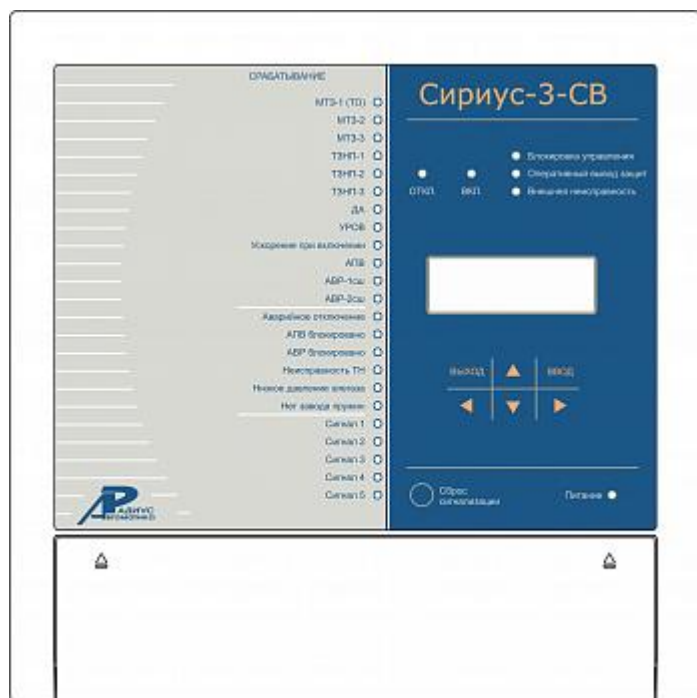 СРАБАТЫВАНИЕ
МТЗ-1 (ТО)
МТЗ-2
МТЗ-3
ТЗНП-1
ТЗНП-2
ТЗНП-3
ДА
УРОВ
Ускорение при включении
АПВ
АВР-1сш
АВР-2сш
Аварийное отключение
АПВ блокировано
АВР блокировано
Неисправность ТН
Низкое давление элегаза
Нет завода пружин
Сигнал 1
Сигнал 2
Сигнал 3
Сигнал 4
Сигнал 5
РАДИУС
Автоматика
Сириус-3-СВ
Блокировка управления
Оперативный вывод защит
Внешняя неисправность
ОТКЛ.
ВКЛ.
ВЫХОД
ВВОД
Сброс
сигнализации
Питание